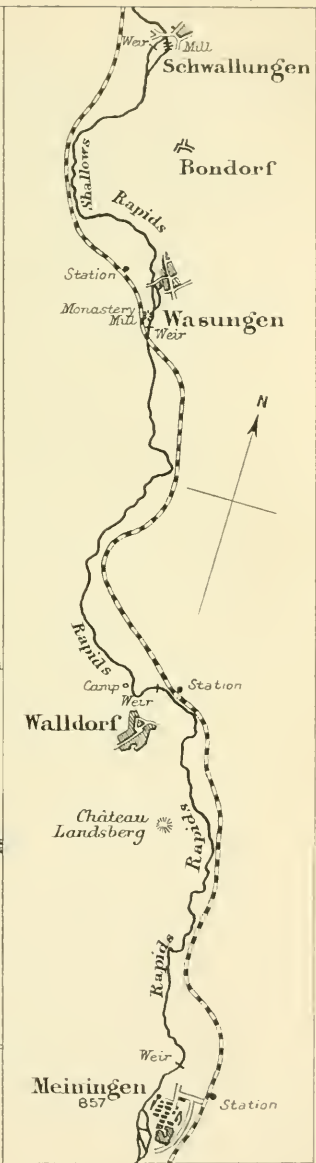 Weir
Mill
Schwallungen
Shallows
Bondorf
Rapids
Station
Monastery
Mill
Wasungen
Weir
N
Rapids
Camp
Weir
Station
Walldorf
Château
Landsberg
Rapids
Rapids
Weir
Meiningen
857
Station